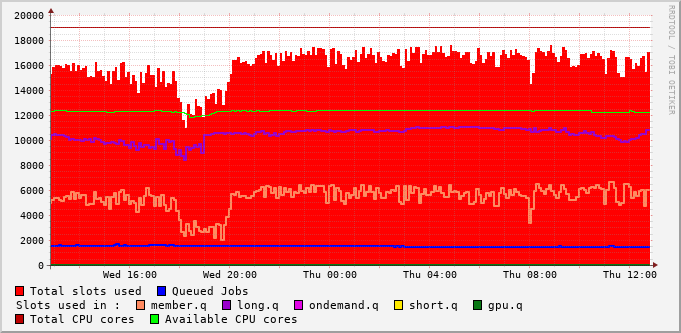 20000
18000
16000
14000
12000
10000
8000
6000
4000
2000
0
Wed 16:00 Wed 20:00 Thu 00:00 Thu 04:00 Thu 08:00 Thu 12:00
RRDTOOL / TOBI OETIKER
Total slots used Queued Jobs
Slots used in : member.q long.q ondemand.q short.q gpu.q
Total CPU cores Available CPU cores